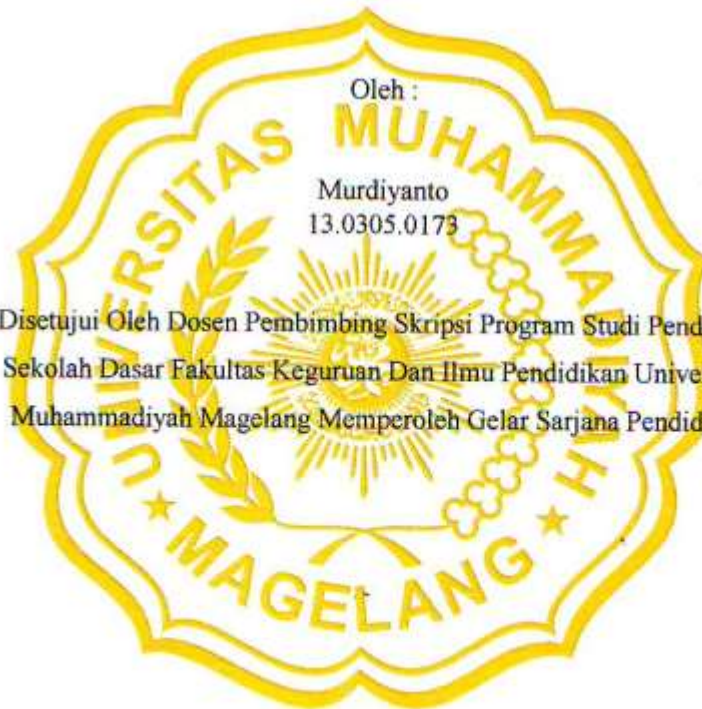 Oleh :
Murdiyanto
13.0305.0173
Disetujui Oleh Dosen Pembimbing Skripsi Program Studi Pend
Sekolah Dasar Fakultas Keguruan Dan Ilmu Pendidikan Unive
Muhammadiyah Magelang Memperoleh Gelar Sarjana Pendid
UNIVERSITAS MUHAMMADIYAH
MAGELANG